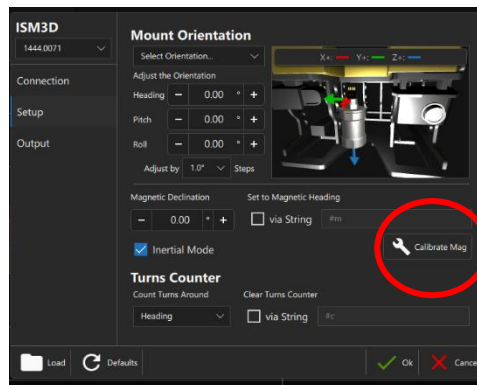 ISM3D
1444.0071
Connection
Setup
Output
Mount Orientation
Select Orientation...
Adjust the Orientation
Heading − 0.00 ° +
Pitch − 0.00 ° +
Roll − 0.00 ° +
Adjust by 1.0° Steps
X+: Y+: Z+:
Magnetic Declination
− 0.00 ° +
Set to Magnetic Heading
via String #m
Inertial Mode
Calibrate Mag
Turns Counter
Count Turns Around
Heading
Clear Turns Counter
via String #c
Load
Defaults
Ok
Cance